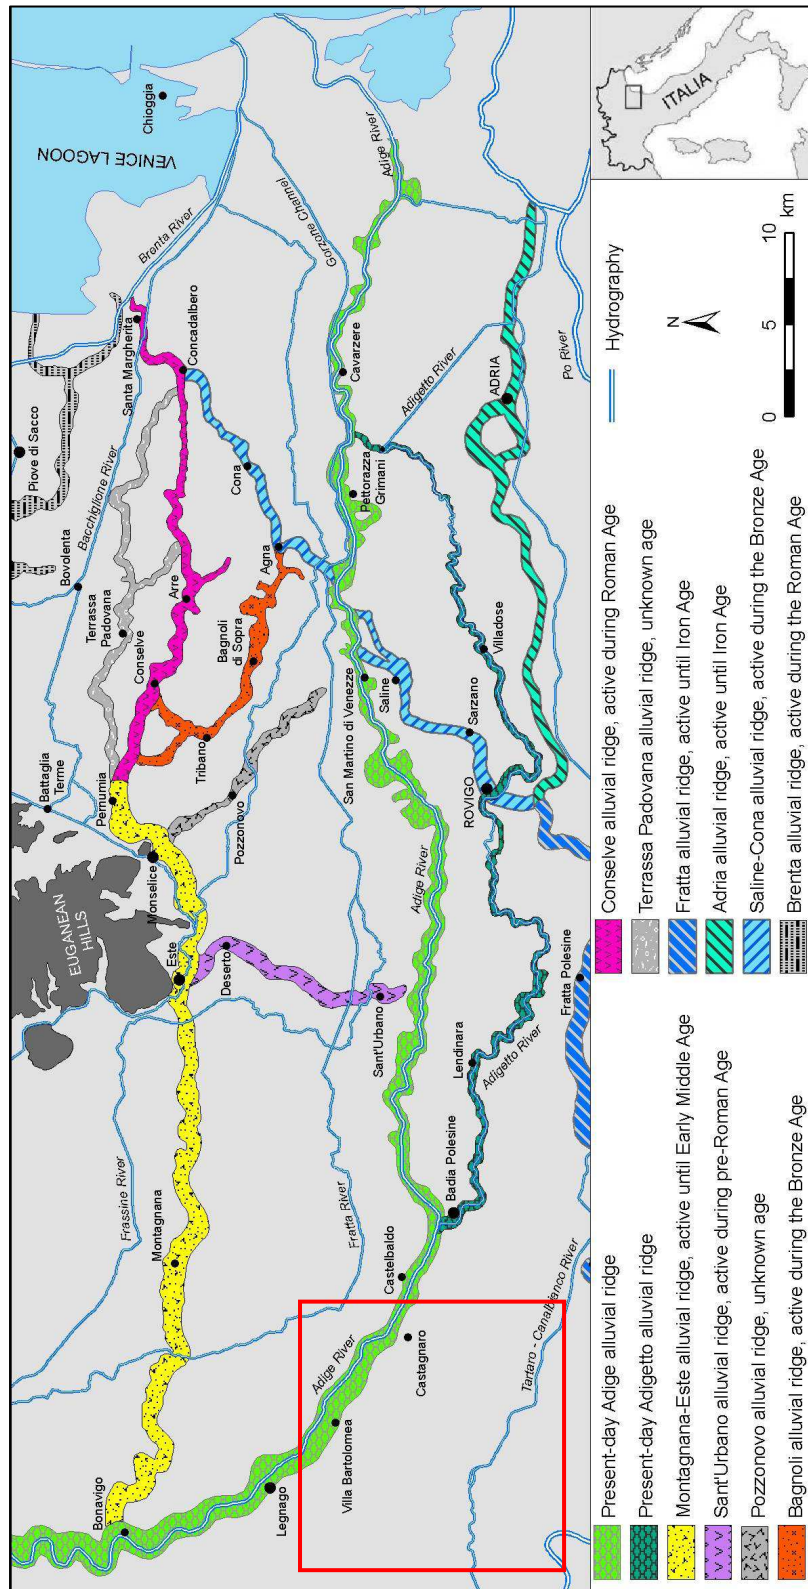 Chioggia
VENICE LAGOON
Brenta River
Gorzone Channel
Adige River
Piove di Sacco
Bovolenta
Bacchiglione River
Santa Margherita
Concadalbero
Cavarzere
Adigetto River
ADRIA
Po River
Battaglia
Terme
Terrassa
Padovana
Arre
Cona
Agna
Pettorazza
Grimani
Pernumia
Conselve
Bagnoli
di Sopra
Tribano
San Martino di Venezze
Saline
Villadose
Sarzano
EUGANEAN
HILLS
Monselice
Pozzonovo
ROVIGO
Este
Deserto
Adige River
Sant'Urbano
Lendinara
Adigetto River
Fratta Polesine
Frassine River
Montagnana
Fratta River
Badia Polesine
Castelbaldo
Bonavigo
Legnago
Adige River
Villa Bartolomea
Castagnaro
Tartaro - Canalbianco River
Present-day Adige alluvial ridge
Present-day Adigetto alluvial ridge
Montagnana-Este alluvial ridge, active until Early Middle Age
Sant'Urbano alluvial ridge, active during pre-Roman Age
Pozzonovo alluvial ridge, unknown age
Bagnoli alluvial ridge, active during the Bronze Age
Conselve alluvial ridge, active during Roman Age
Terrassa Padovana alluvial ridge, unknown age
Fratta alluvial ridge, active until Iron Age
Adria alluvial ridge, active until Iron Age
Saline-Cona alluvial ridge, active during the Bronze Age
Brenta alluvial ridge, active during the Roman Age
Hydrography
N
0 5 10
km
ITALIA